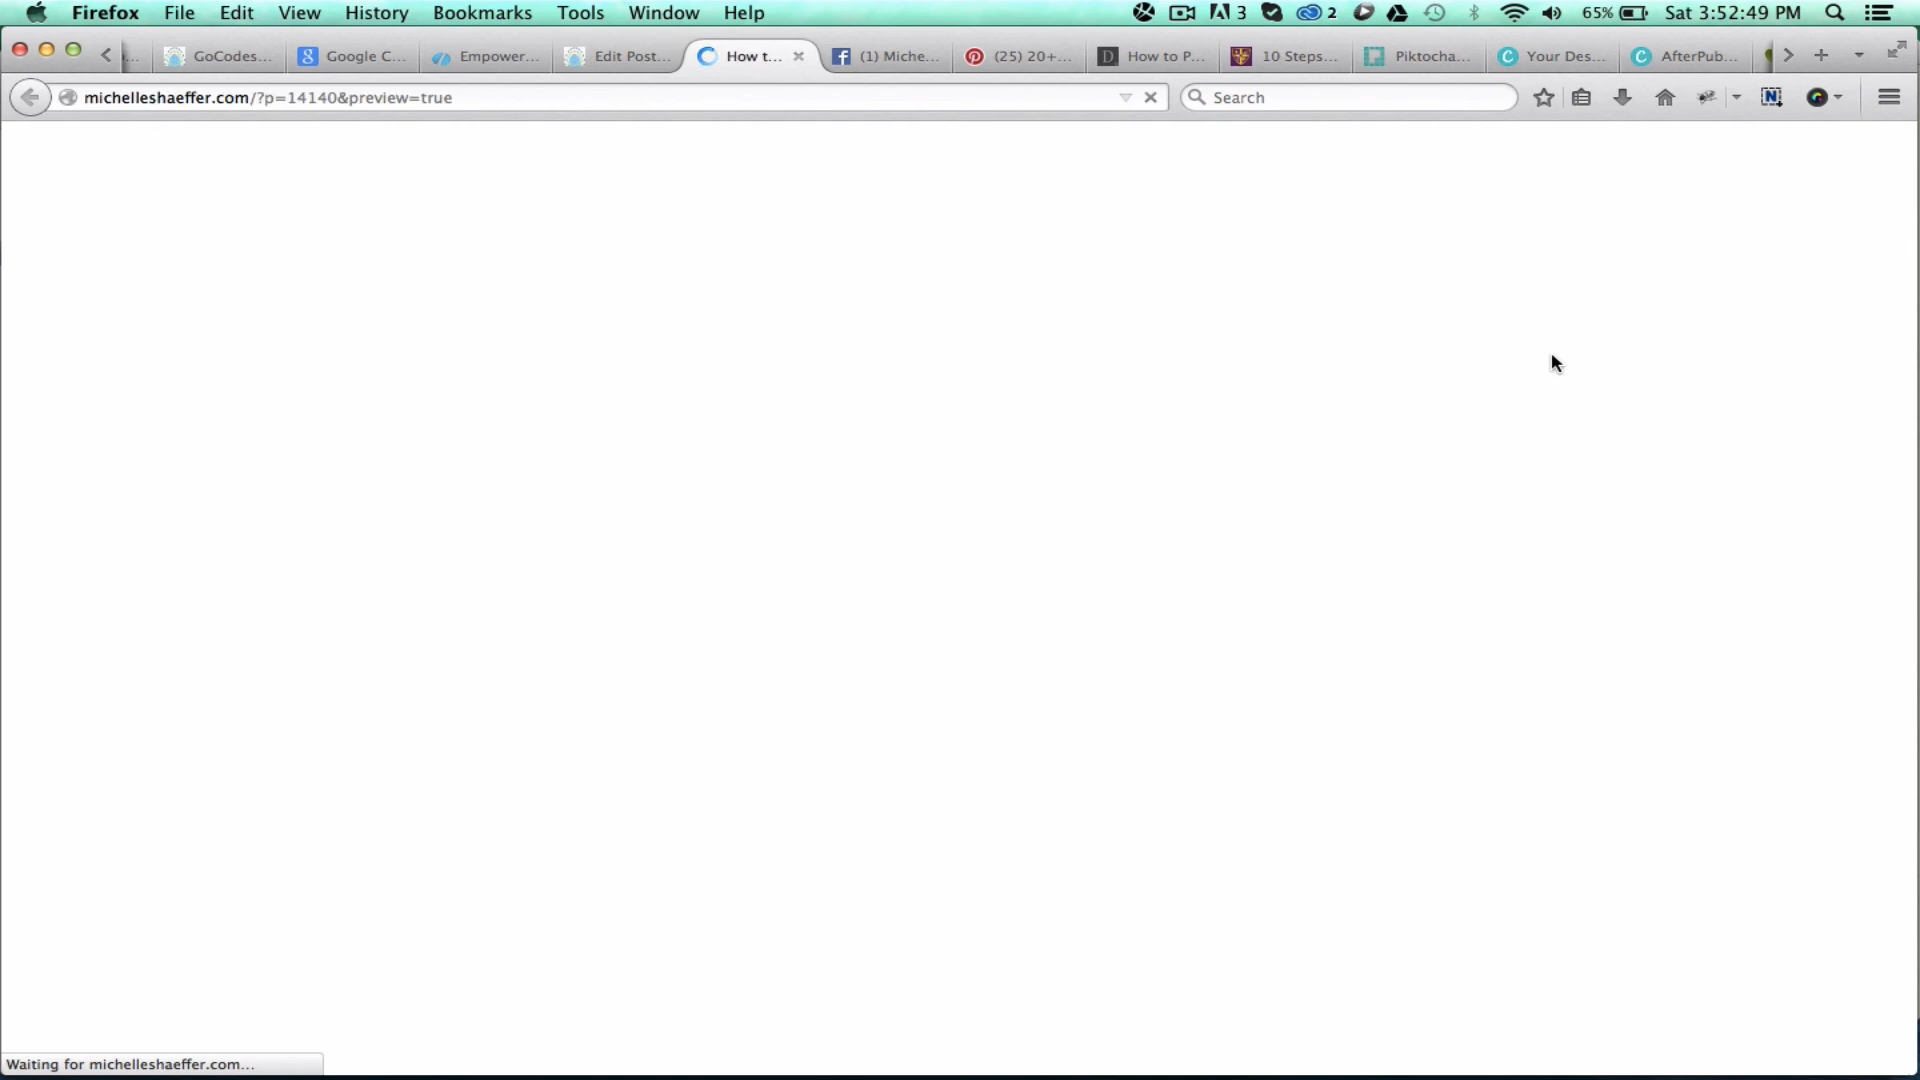 Firefox File Edit View History Bookmarks Tools Window Help 3 2 65% Sat 3:52:49 PM
... GoCodes... Google C... Empower... Edit Post... How t... (1) Miche... (25) 20+... How to P... 10 Steps... Piktocha... Your Des... AfterPub...
michelleshaeffer.com/?p=14140&preview=true Search
Waiting for michelleshaeffer.com...